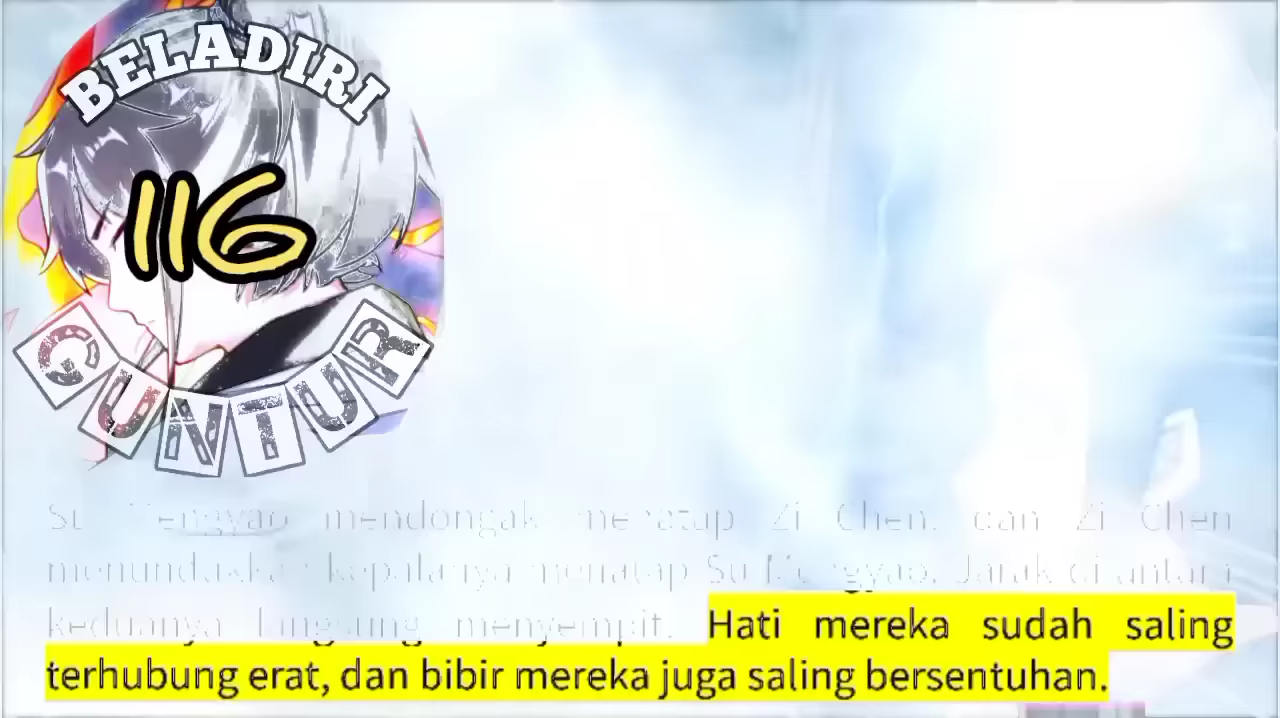 BELADIRI
116
GUNTUR
Su Mengyao mendongak menatap Zi Chen, dan Zi Chen
menundukkan kepalanya menatap Su Mengyao. Jarak di antara
keduanya langsung menyempit. Hati mereka sudah saling
terhubung erat, dan bibir mereka juga saling bersentuhan.